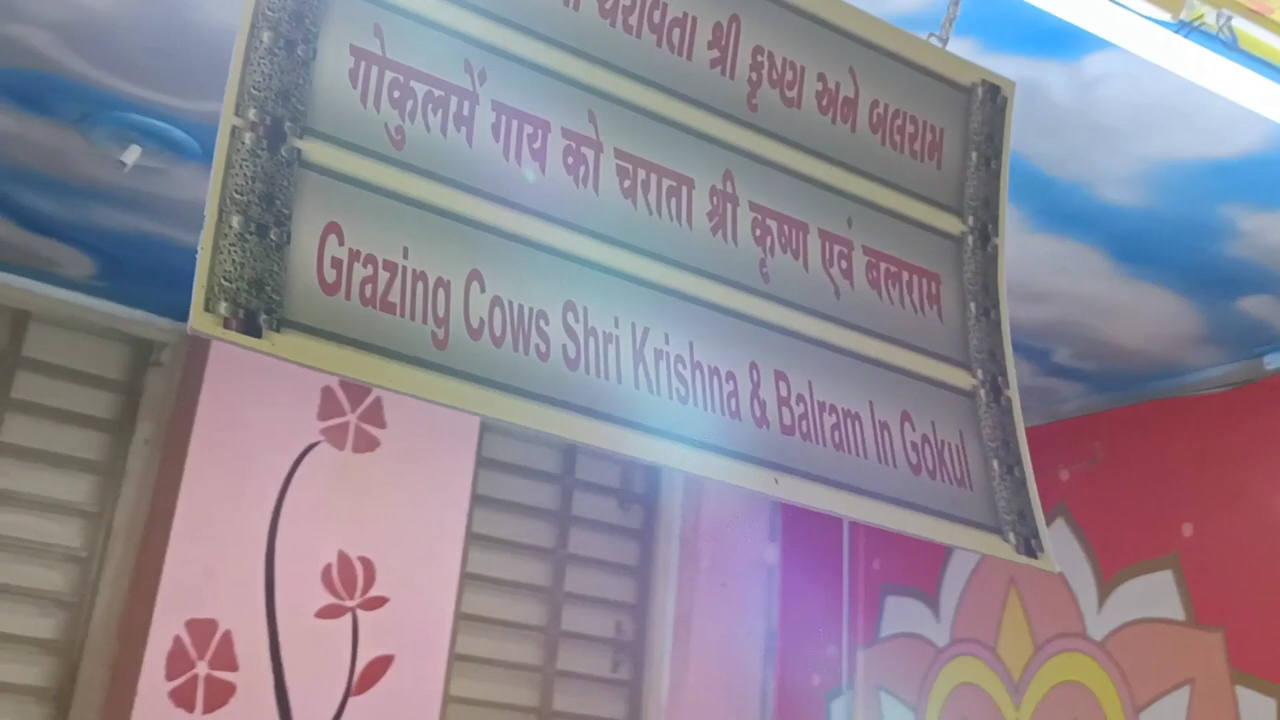 ચરાવતા શ્રી કૃષ્ણ અને બલરામ
गोकुलमें गाय को चराता श्री कृष्ण एवं बलराम
Grazing Cows Shri Krishna & Balram In Gokul